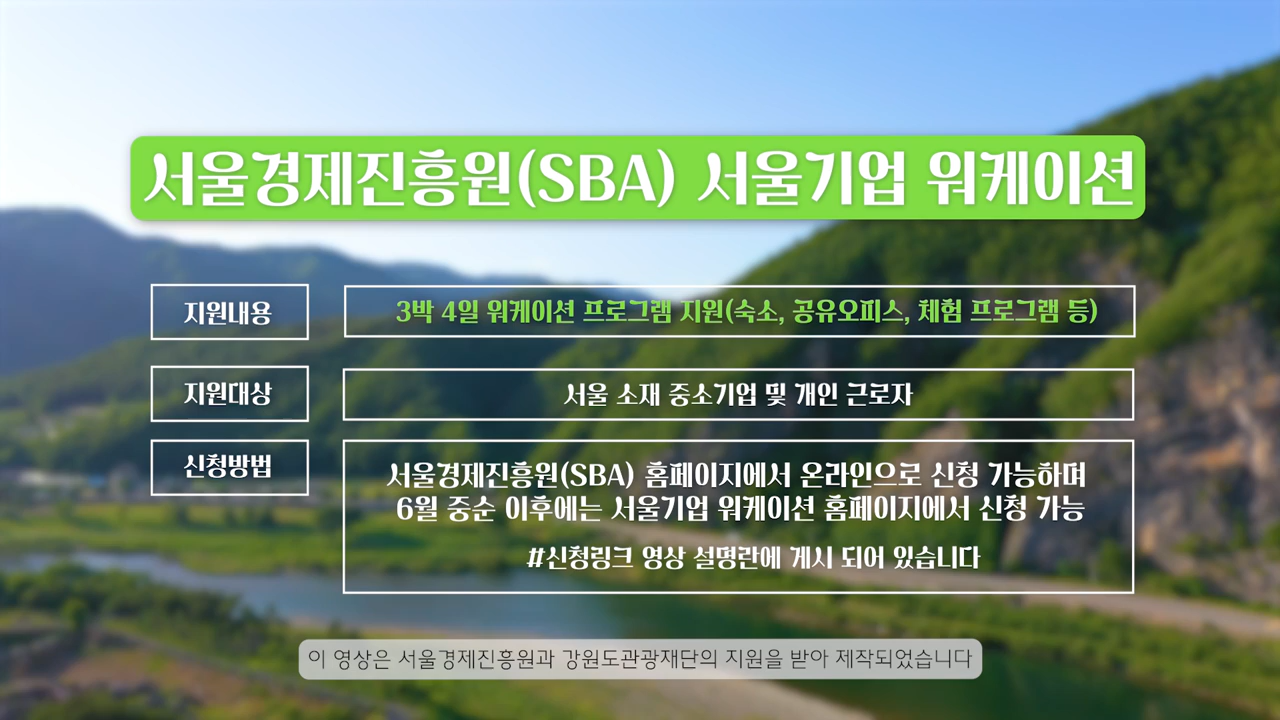 서울경제진흥원(SBA) 서울기업 워케이션
지원내용
3박 4일 워케이션 프로그램 지원(숙소, 공유오피스, 체험 프로그램 등)
지원대상
서울 소재 중소기업 및 개인 근로자
신청방법
서울경제진흥원(SBA) 홈페이지에서 온라인으로 신청 가능하며
6월 중순 이후에는 서울기업 워케이션 홈페이지에서 신청 가능
#신청링크 영상 설명란에 게시 되어 있습니다
이 영상은 서울경제진흥원과 강원도관광재단의 지원을 받아 제작되었습니다